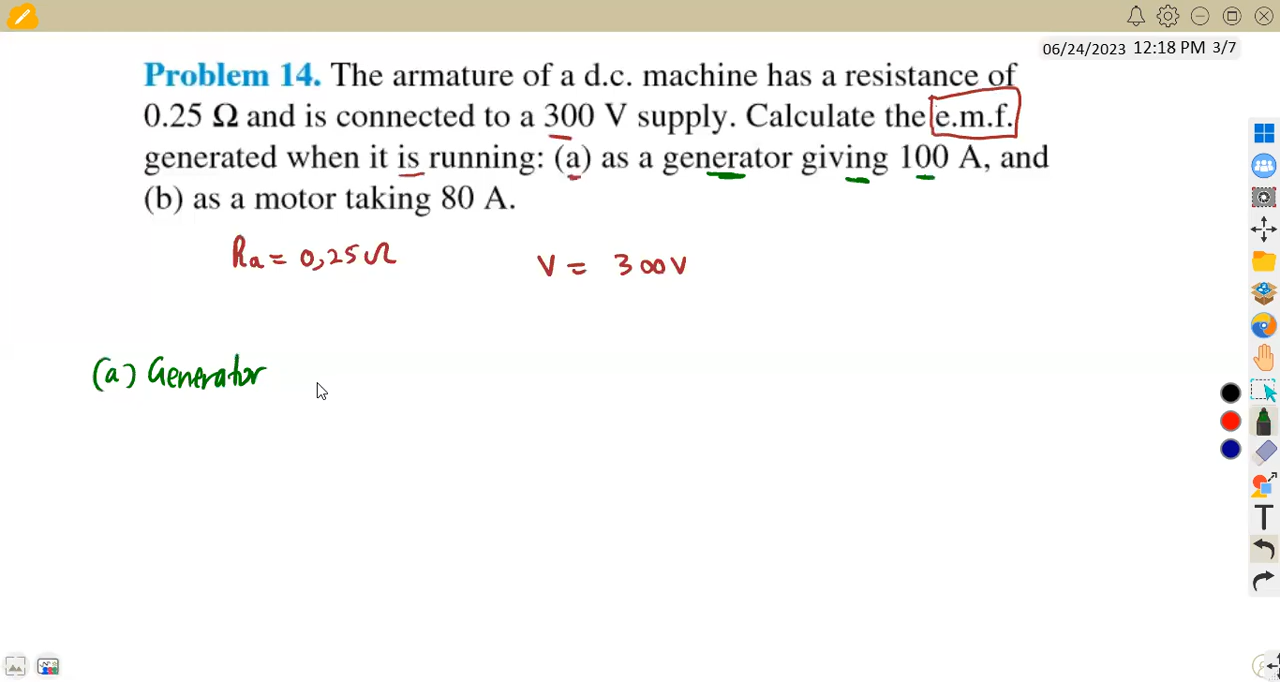 06/24/2023 12:18 PM 3/7
Problem 14. The armature of a d.c. machine has a resistance of
0.25 Ω and is connected to a 300 V supply. Calculate the e.m.f.
generated when it is running: (a) as a generator giving 100 A, and
(b) as a motor taking 80 A.
Ra = 0,25Ω V = 300V
(a) Generator
T